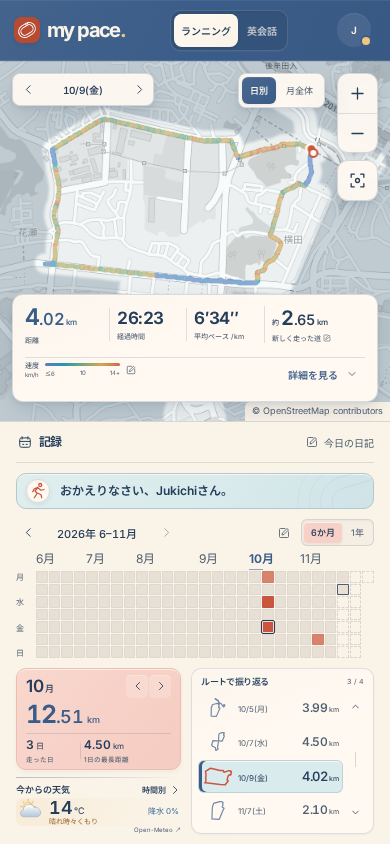 my pace.
ランニング
英会話
J
後牟田入
10/9(金)
日別
月全体
花瀬
横田
4.02 km
距離
26:23
経過時間
6′34″
平均ペース /km
約 2.65 km
新しく走った道
速度
km/h
≤6
10
14+
詳細を見る
© OpenStreetMap contributors
記録
今日の日記
おかえりなさい、Jukichiさん。
2026年 6–11月
6か月
1年
6月
7月
8月
9月
10月
11月
月
水
金
日
10月
12.51 km
3 日
走った日
4.50 km
1日の最長距離
今からの天気
時間別
14 °C
晴れ時々くもり
降水 0%
Open-Meteo ↗
ルートで振り返る
3 / 4
10/5(月)
3.99 km
10/7(水)
4.50 km
10/9(金)
4.02 km
11/7(土)
2.10 km